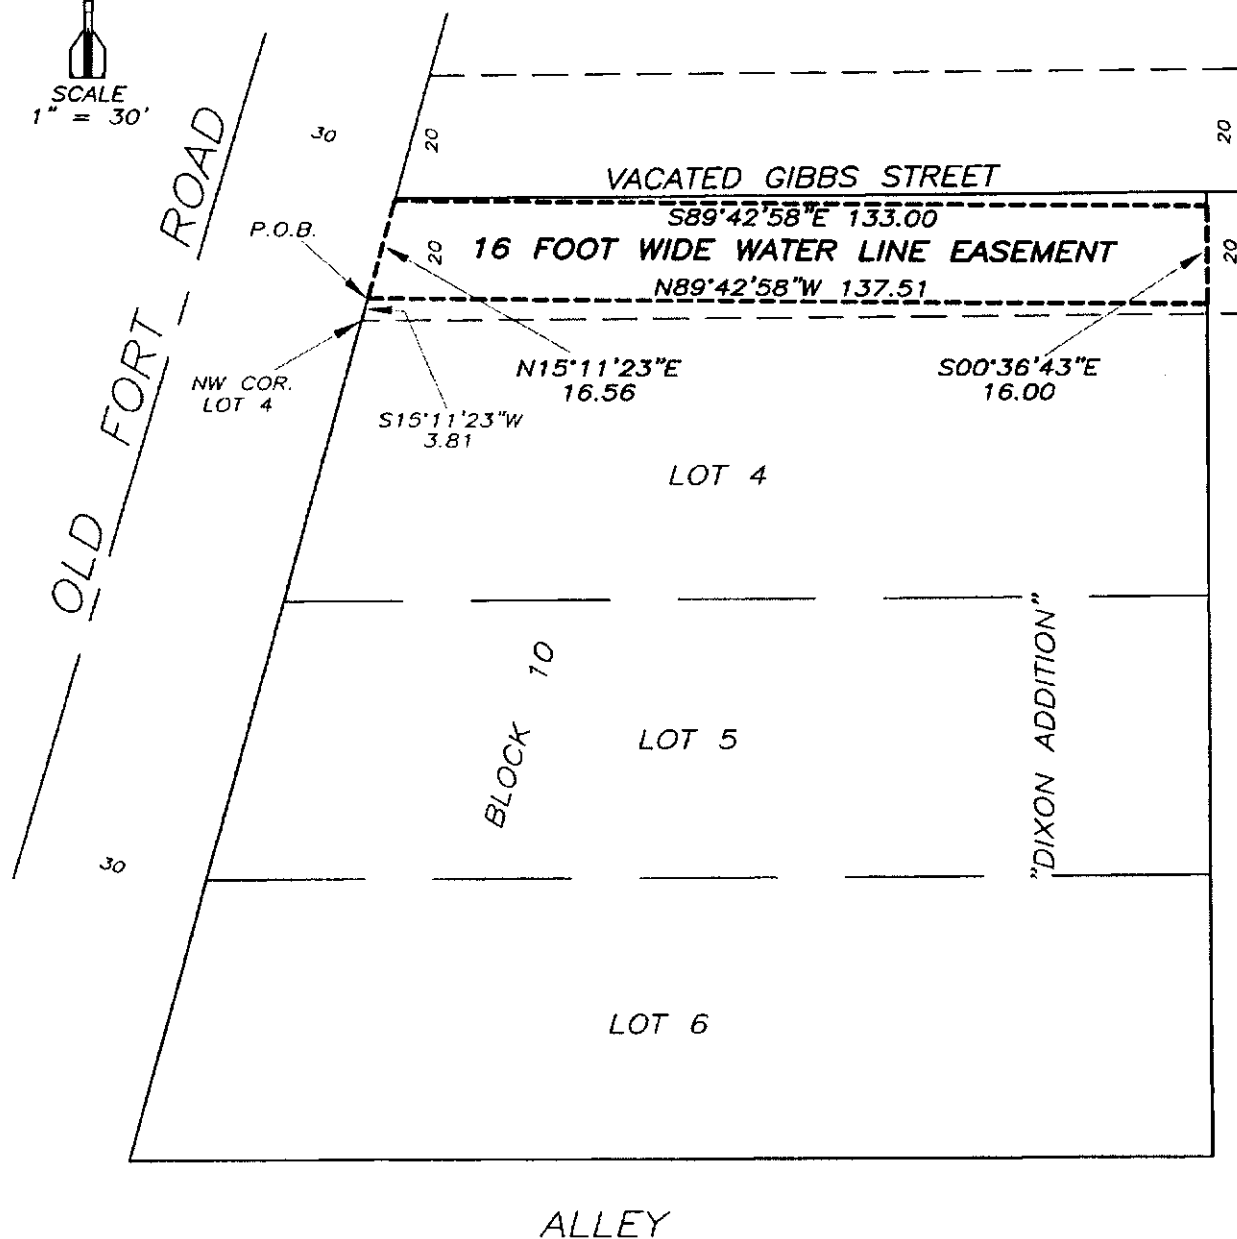 SCALE
1" = 30'
30
20
20
VACATED GIBBS STREET
S89°42'58"E 133.00
P.O.B.
20
16 FOOT WIDE WATER LINE EASEMENT
20
N89°42'58"W 137.51
OLD FORT ROAD
NW COR.
LOT 4
N15°11'23"E
16.56
S00°36'43"E
16.00
S15°11'23"W
3.81
LOT 4
BLOCK 10
LOT 5
"DIXON ADDITION"
30
LOT 6
ALLEY